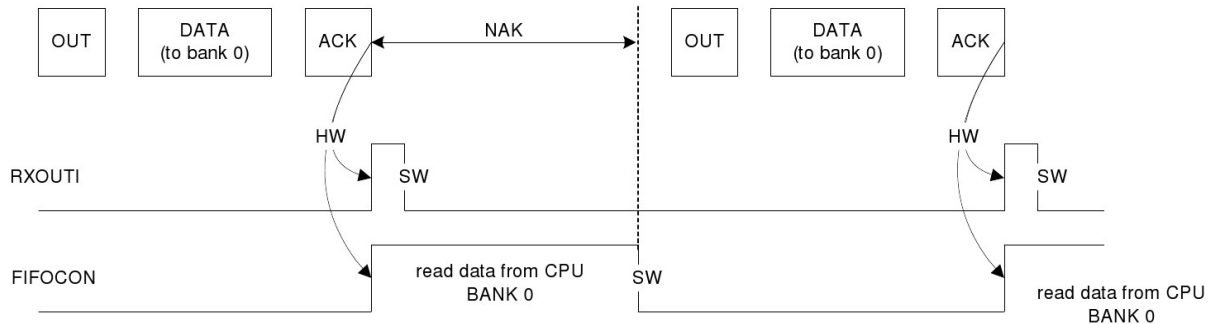 OUT
DATA
(to bank 0)
ACK
NAK
OUT
DATA
(to bank 0)
ACK
HW
HW
RXOUTI
SW
SW
FIFOCON
read data from CPU
BANK 0
SW
read data from CPU
BANK 0